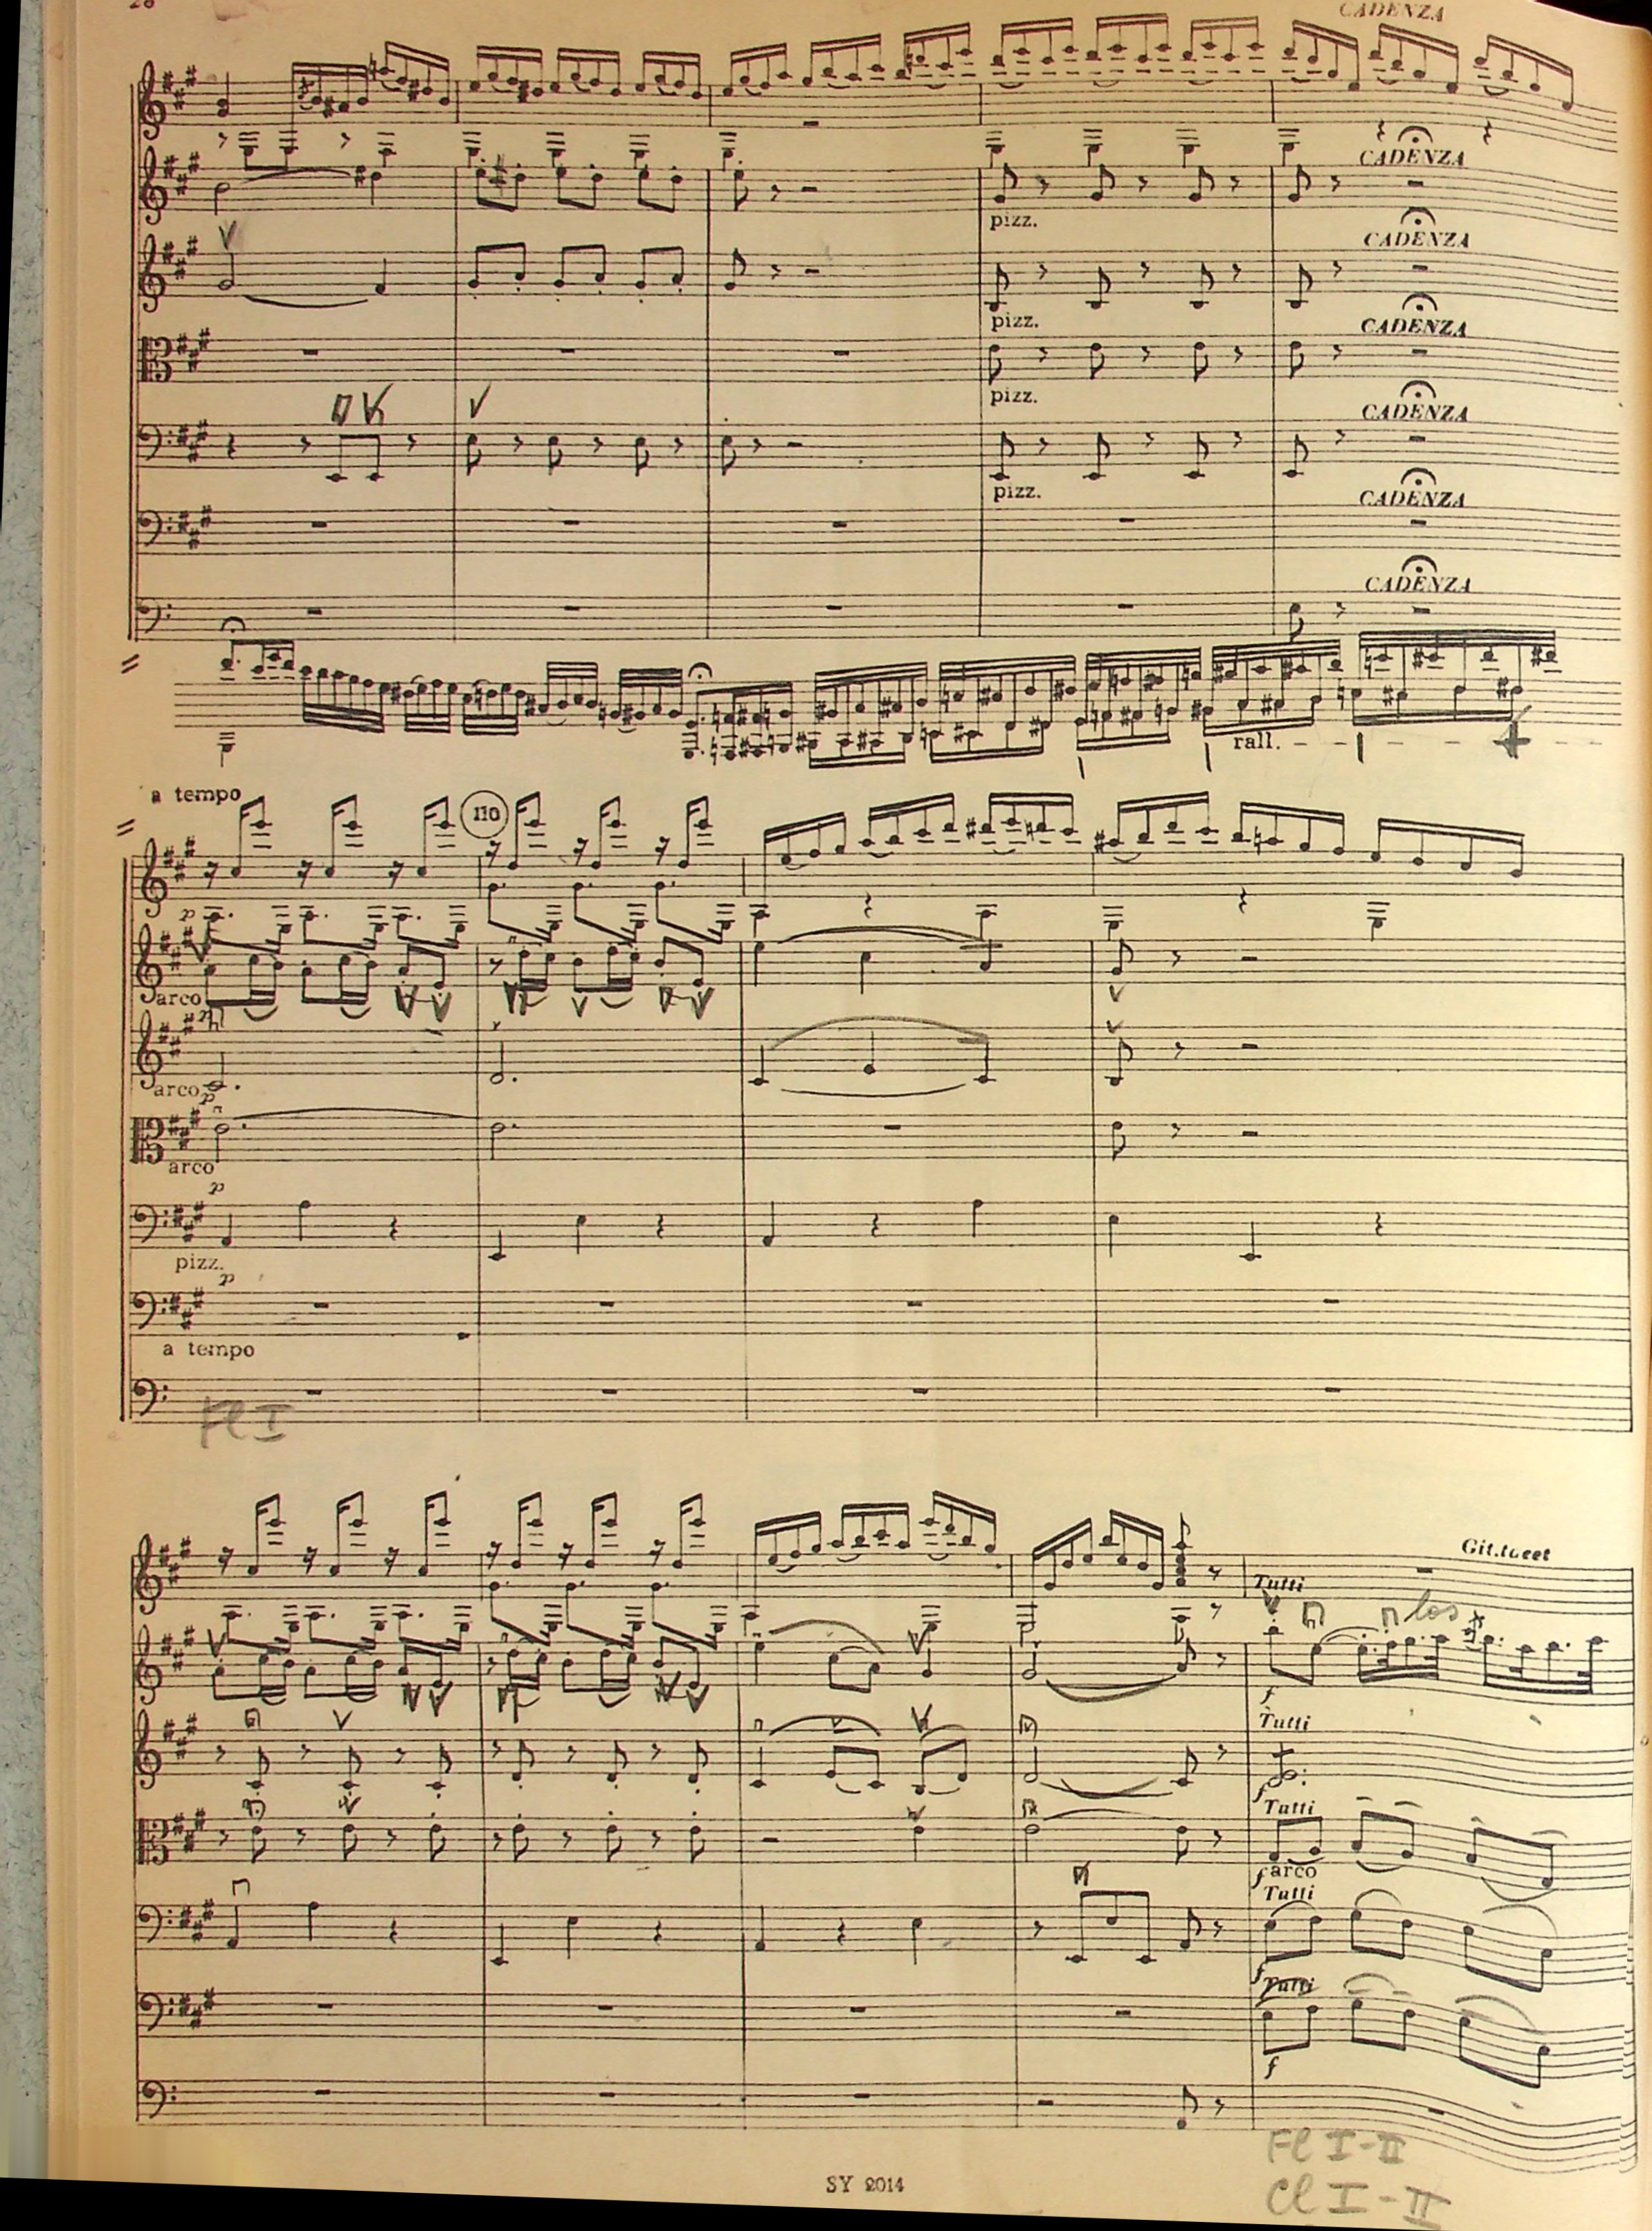 28
CADENZA
CADENZA
pizz.
CADENZA
pizz.
CADENZA
pizz.
CADENZA
pizz.
CADENZA
CADENZA
rall.
a tempo
110
p
arco
p
arco
p
arco
p
pizz.
p
a tempo
Fl I
Git. tacet
Tutti
los
f
Tutti
f
Tutti
f arco
Tutti
f
Tutti
f
Fl I-II
SY 2014
Cl I-II